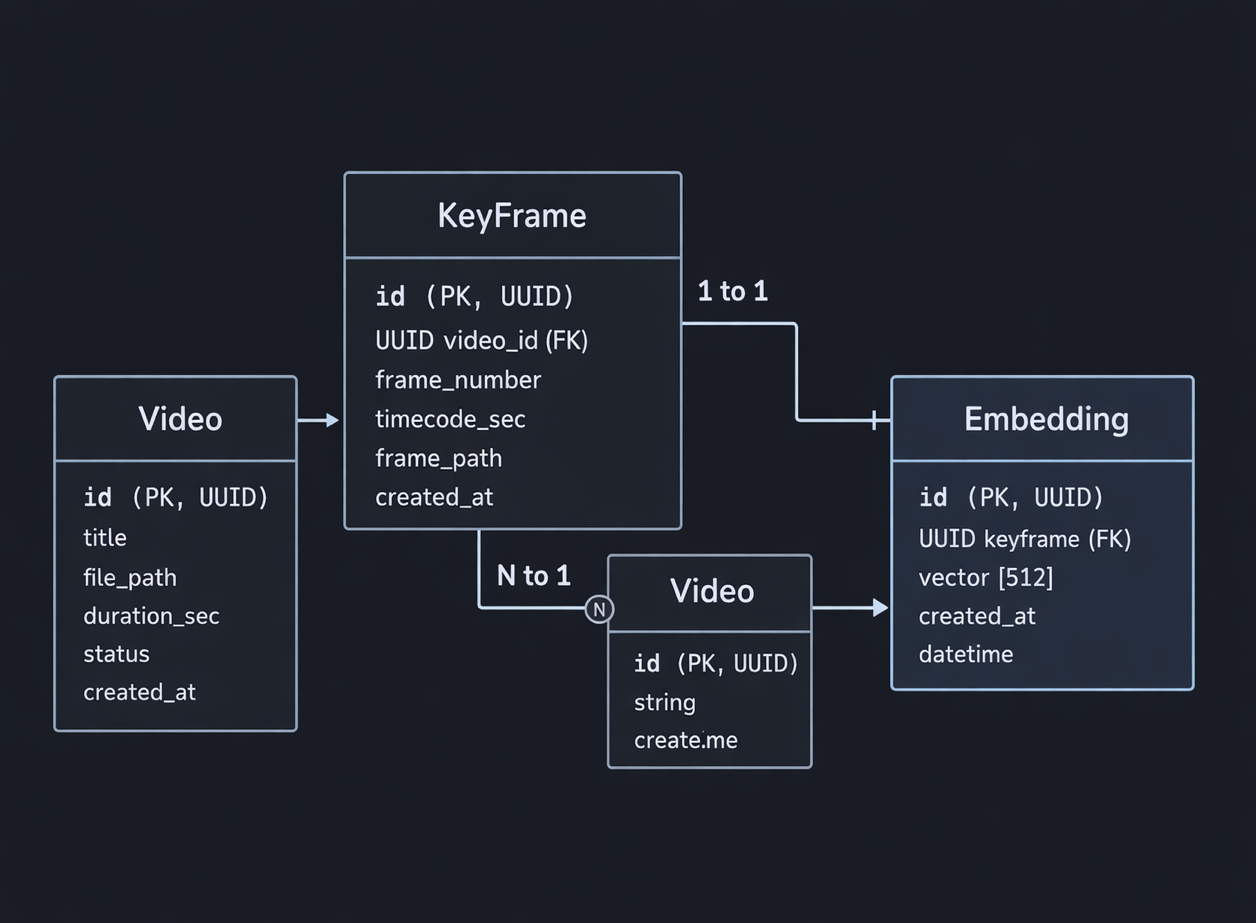 KeyFrame
id (PK, UUID)
UUID video_id (FK)
frame_number
timecode_sec
frame_path
created_at
1 to 1
Video
id (PK, UUID)
title
file_path
duration_sec
status
created_at
N to 1
N
Video
id (PK, UUID)
string
create.me
Embedding
id (PK, UUID)
UUID keyframe (FK)
vector [512]
created_at
datetime